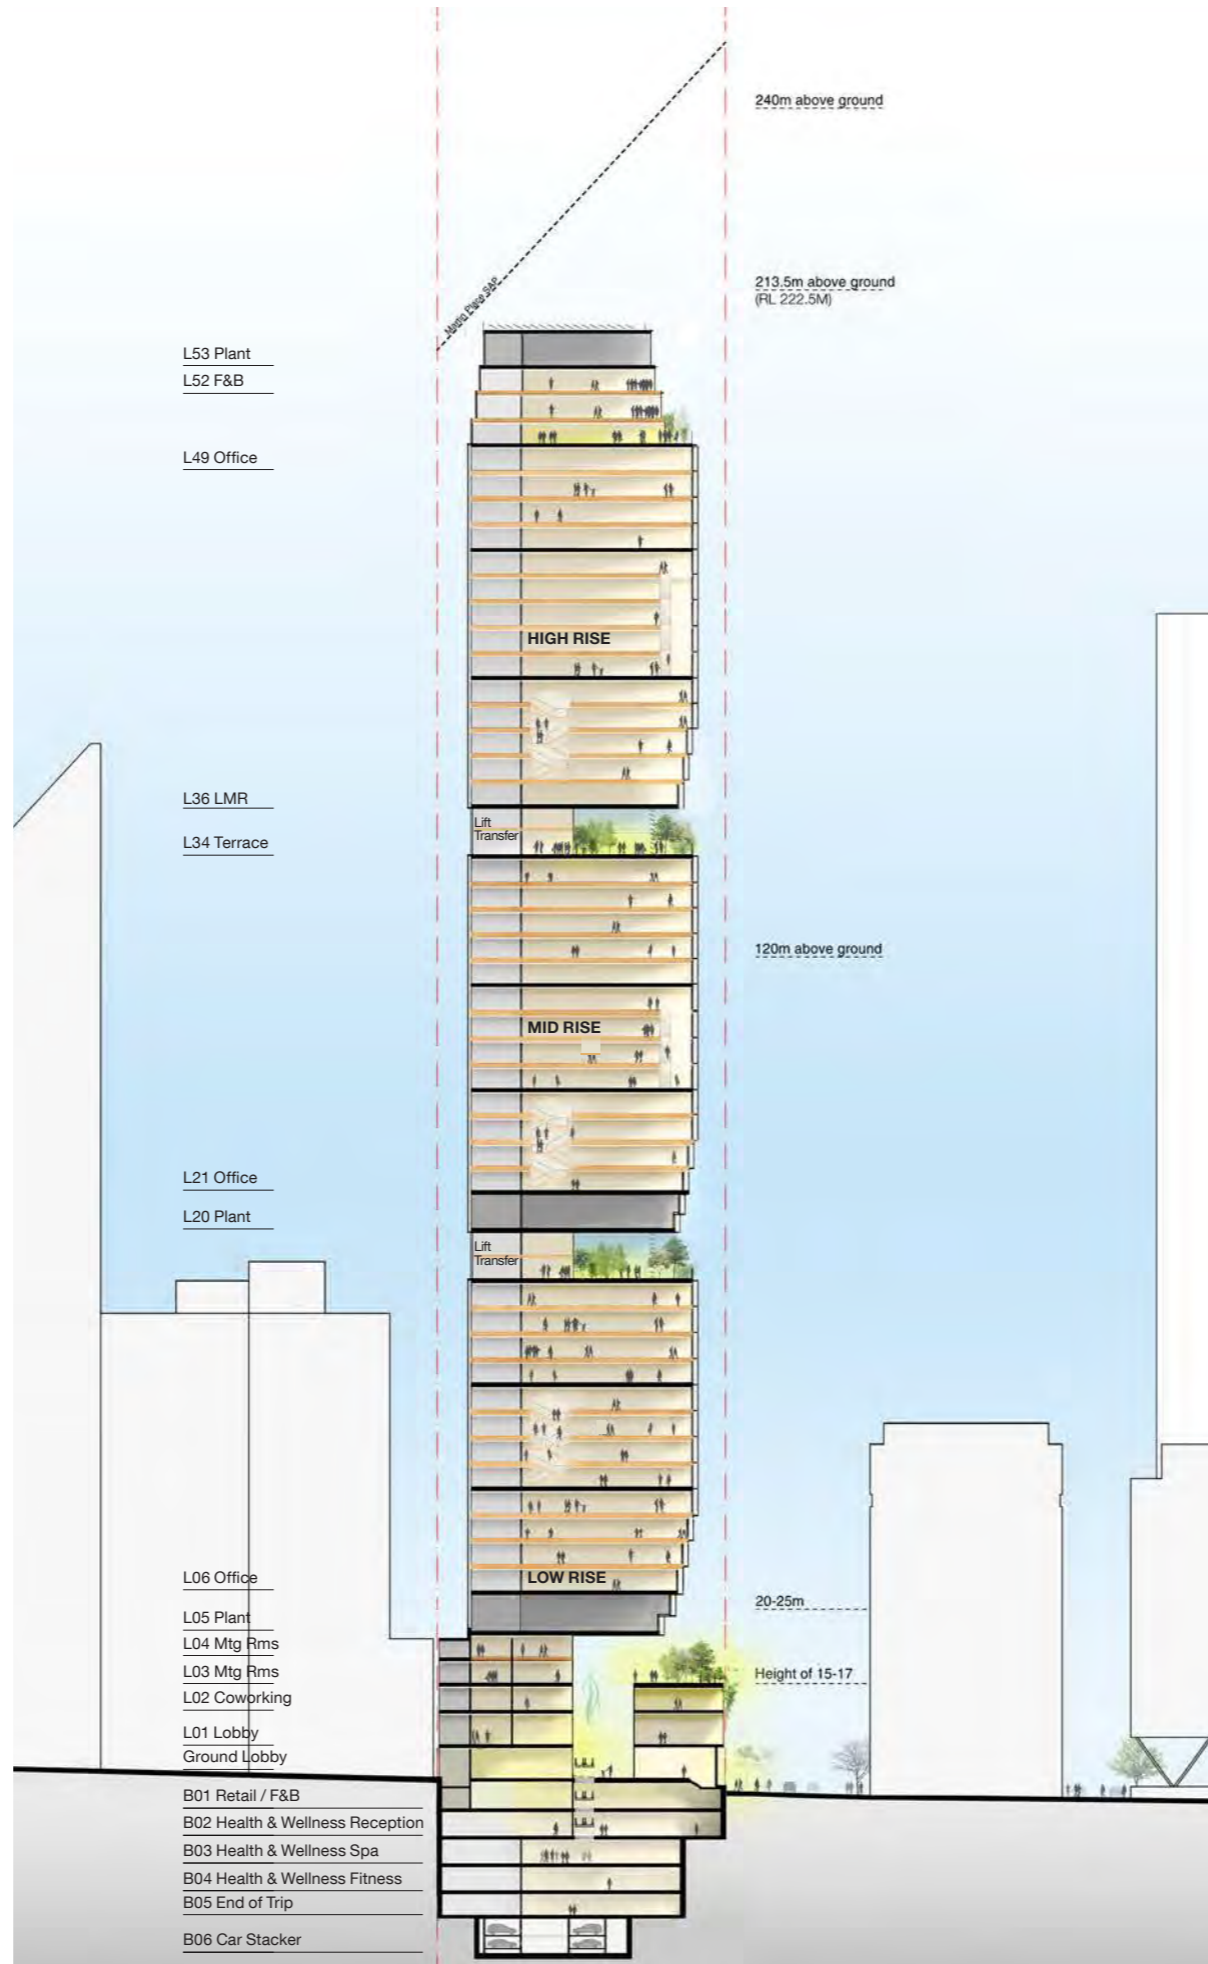 240m above ground
213.5m above ground
(RL 222.5M)
L53 Plant
L52 F&B
L49 Office
HIGH RISE
L36 LMR
Lift
Transfer
L34 Terrace
120m above ground
MID RISE
L21 Office
L20 Plant
Lift
Transfer
L06 Office
LOW RISE
20-25m
L05 Plant
L04 Mtg Rms
L03 Mtg Rms
Height of 15-17
L02 Coworking
L01 Lobby
Ground Lobby
B01 Retail / F&B
B02 Health & Wellness Reception
B03 Health & Wellness Spa
B04 Health & Wellness Fitness
B05 End of Trip
B06 Car Stacker